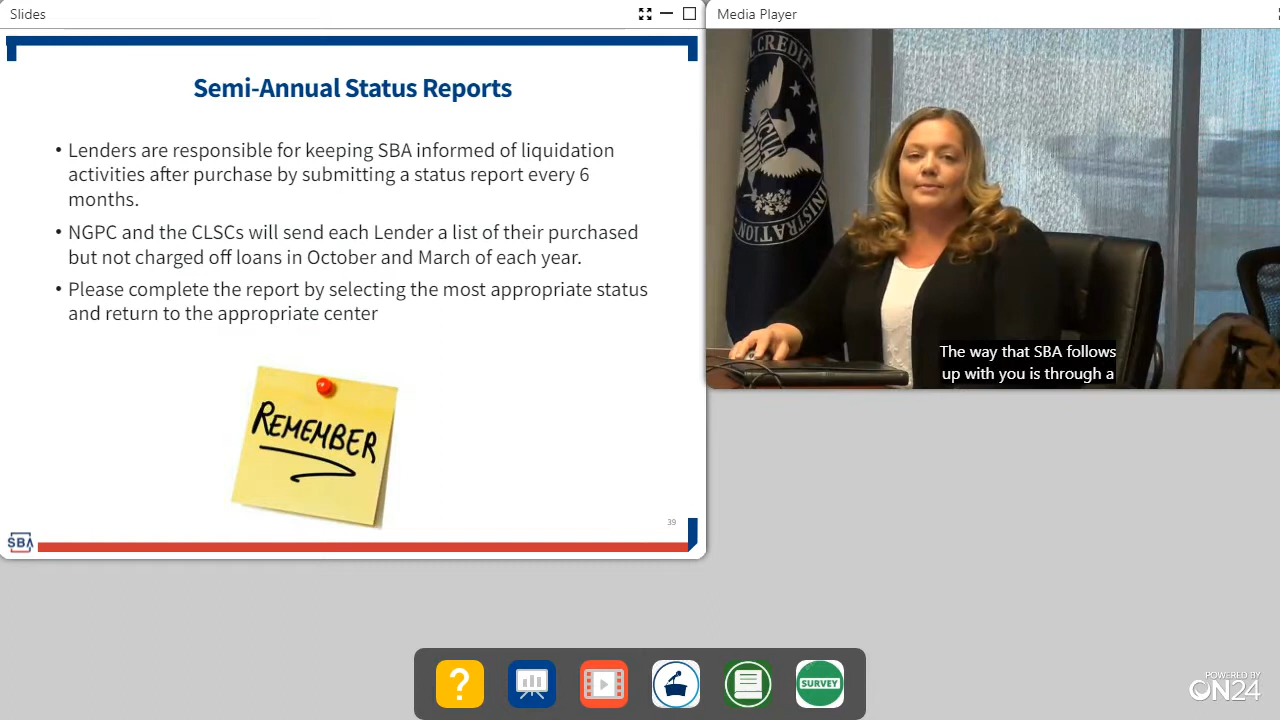 Slides
Media Player
Semi-Annual Status Reports
• Lenders are responsible for keeping SBA informed of liquidation
activities after purchase by submitting a status report every 6
months.
• NGPC and the CLSCs will send each Lender a list of their purchased
but not charged off loans in October and March of each year.
• Please complete the report by selecting the most appropriate status
and return to the appropriate center
REMEMBER
39
SBA
NCUA
The way that SBA follows
up with you is through a
?
SURVEY
POWERED BY
ON24